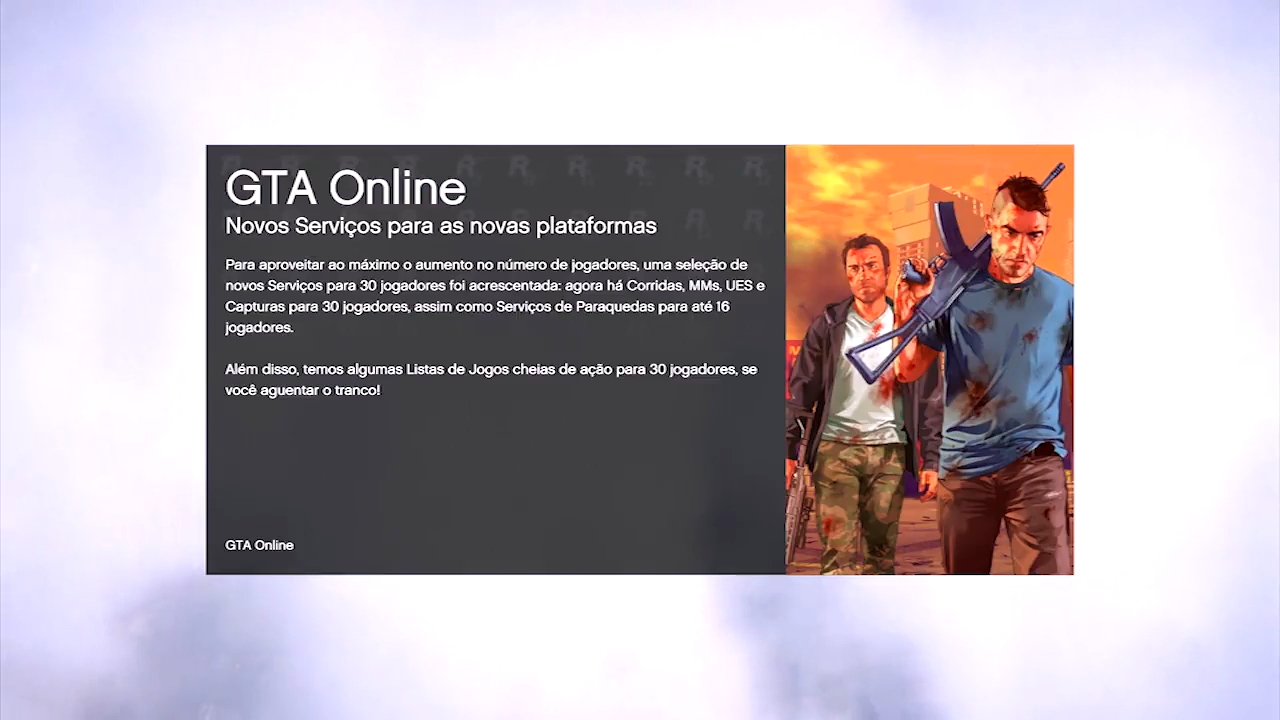 GTA Online
Novos Serviços para as novas plataformas
Para aproveitar ao máximo o aumento no número de jogadores, uma seleção de
novos Serviços para 30 jogadores foi acrescentada: agora há Corridas, MMs, UES e
Capturas para 30 jogadores, assim como Serviços de Paraquedas para até 16
jogadores.
Além disso, temos algumas Listas de Jogos cheias de ação para 30 jogadores, se
você aguentar o tranco!
GTA Online